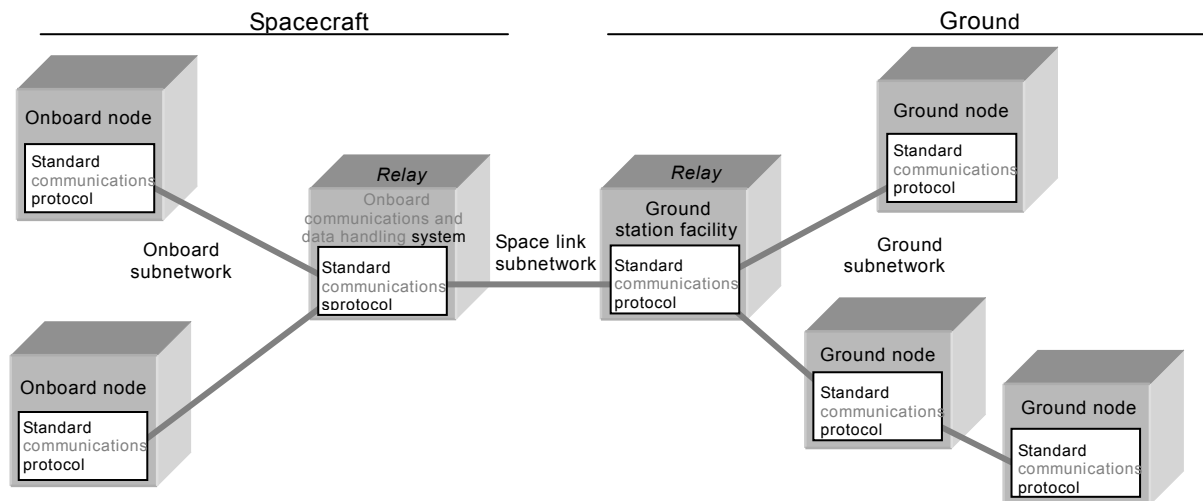 Spacecraft
Ground
Onboard node
Standard
communications
protocol
Onboard
subnetwork
Onboard node
Standard
communications
protocol
Relay
Onboard
communications and
data handling system
Standard
communications
sprotocol
Space link
subnetwork
Relay
Ground
station facility
Standard
communications
protocol
Ground node
Standard
communications
protocol
Ground
subnetwork
Ground node
Standard
communications
protocol
Ground node
Standard
communications
protocol